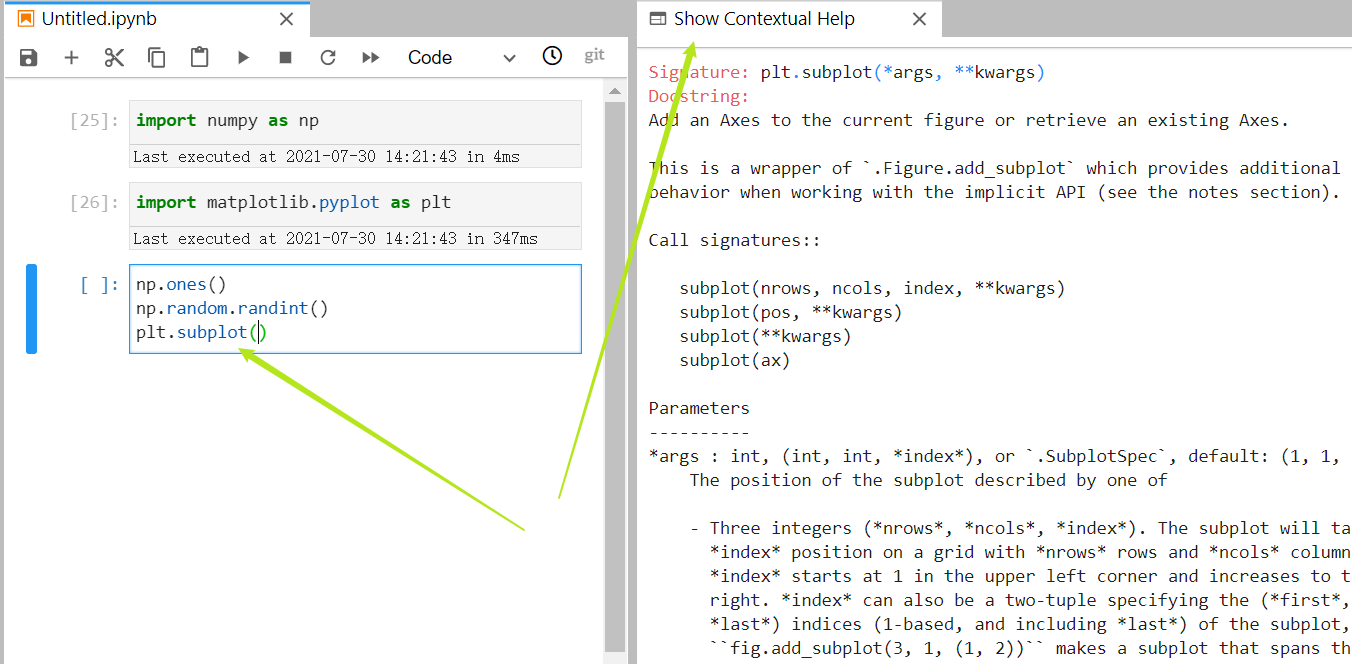 Untitled.ipynb
Code
git
[25]:
import numpy as np
Last executed at 2021-07-30 14:21:43 in 4ms
[26]:
import matplotlib.pyplot as plt
Last executed at 2021-07-30 14:21:43 in 347ms
[ ]:
np.ones()
np.random.randint()
plt.subplot()
Show Contextual Help
Signature: plt.subplot(*args, **kwargs)
Docstring:
Add an Axes to the current figure or retrieve an existing Axes.
This is a wrapper of `.Figure.add_subplot` which provides additional
behavior when working with the implicit API (see the notes section).
Call signatures::
subplot(nrows, ncols, index, **kwargs)
subplot(pos, **kwargs)
subplot(**kwargs)
subplot(ax)
Parameters
----------
*args : int, (int, int, *index*), or `.SubplotSpec`, default: (1, 1,
The position of the subplot described by one of
- Three integers (*nrows*, *ncols*, *index*). The subplot will ta
*index* position on a grid with *nrows* rows and *ncols* column
*index* starts at 1 in the upper left corner and increases to t
right. *index* can also be a two-tuple specifying the (*first*,
*last*) indices (1-based, and including *last*) of the subplot,
``fig.add_subplot(3, 1, (1, 2))`` makes a subplot that spans th